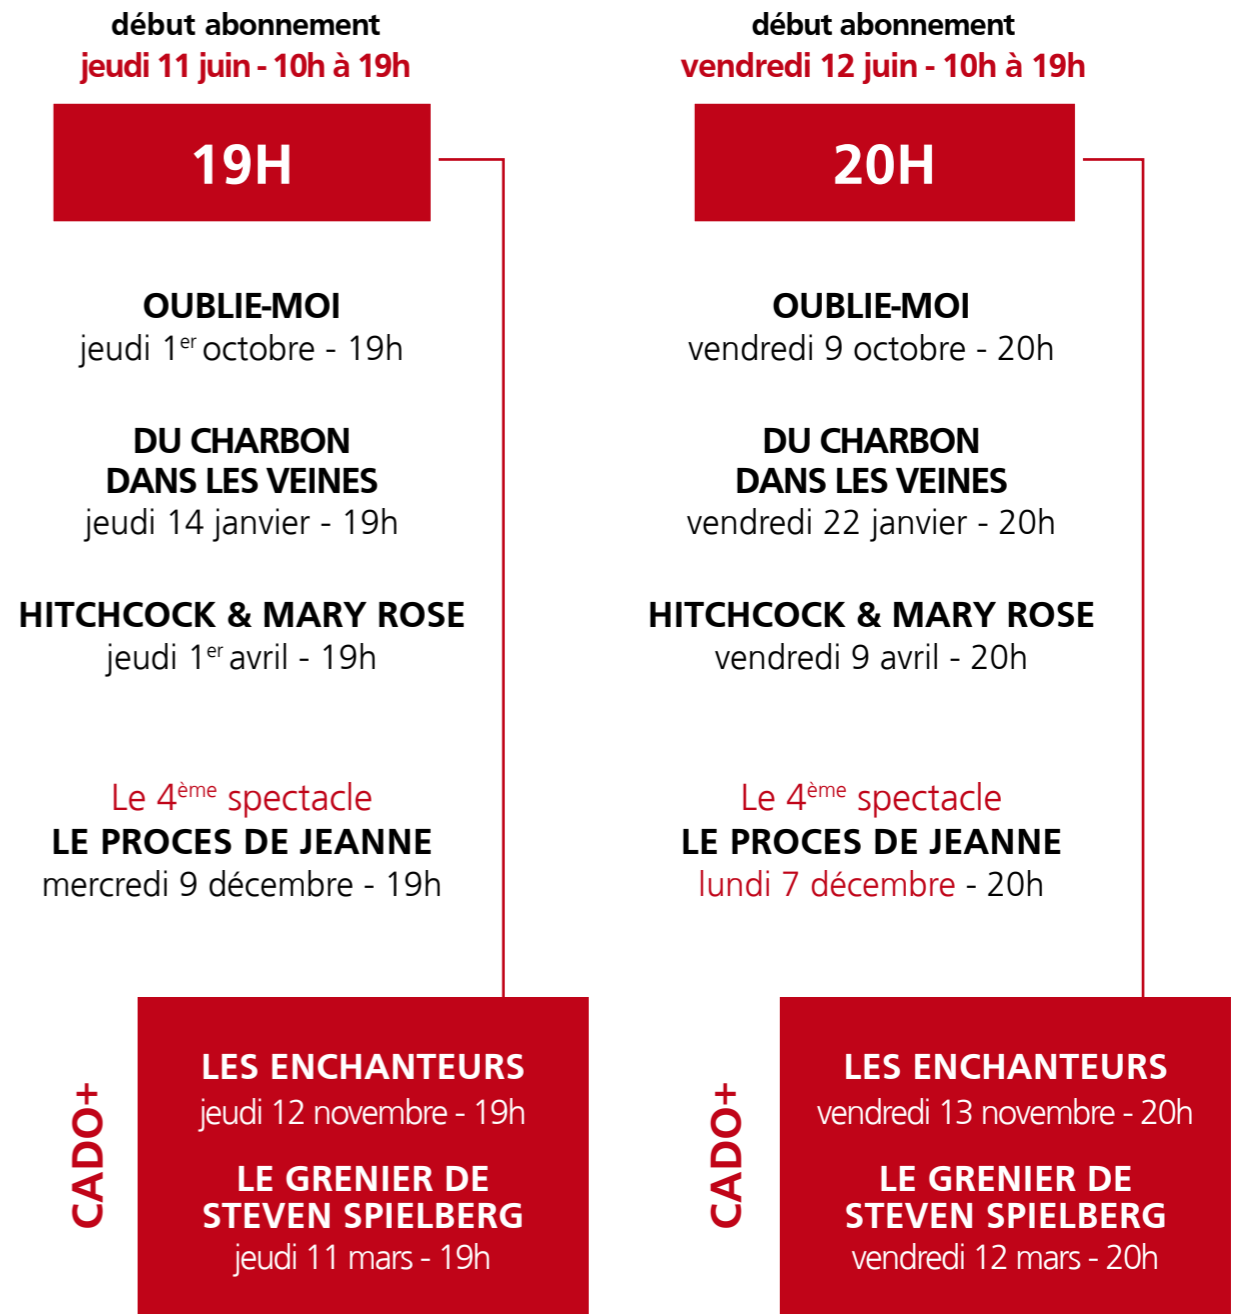 début abonnement
jeudi 11 juin - 10h à 19h
19H
OUBLIE-MOI
jeudi 1er octobre - 19h
DU CHARBON
DANS LES VEINES
jeudi 14 janvier - 19h
HITCHCOCK & MARY ROSE
jeudi 1er avril - 19h
Le 4ème spectacle
LE PROCES DE JEANNE
mercredi 9 décembre - 19h
CADO+
LES ENCHANTEURS
jeudi 12 novembre - 19h
LE GRENIER DE
STEVEN SPIELBERG
jeudi 11 mars - 19h
début abonnement
vendredi 12 juin - 10h à 19h
20H
OUBLIE-MOI
vendredi 9 octobre - 20h
DU CHARBON
DANS LES VEINES
vendredi 22 janvier - 20h
HITCHCOCK & MARY ROSE
vendredi 9 avril - 20h
Le 4ème spectacle
LE PROCES DE JEANNE
lundi 7 décembre - 20h
CADO+
LES ENCHANTEURS
vendredi 13 novembre - 20h
LE GRENIER DE
STEVEN SPIELBERG
vendredi 12 mars - 20h